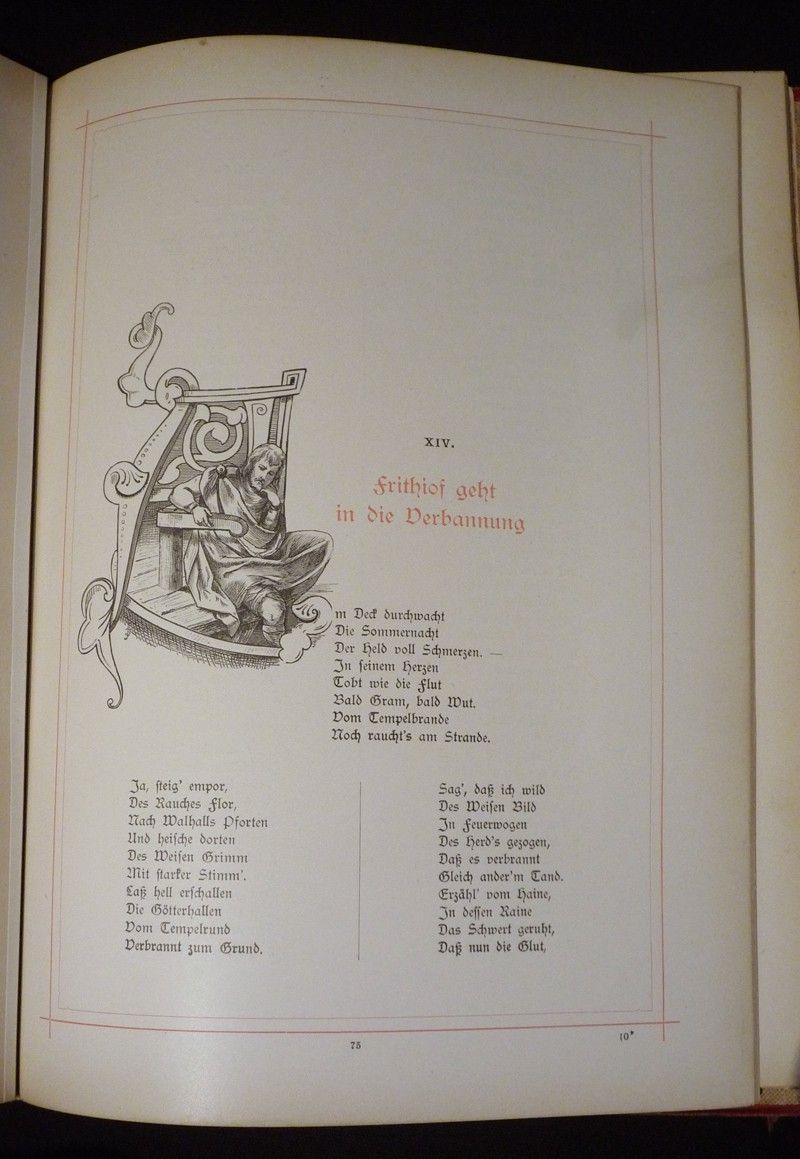 XIV.
Frithiof geht
in die Verbannung
Am Deck durchwacht
Die Sommernacht
Der Held voll Schmerzen. —
In seinem Herzen
Tobt wie die Flut
Bald Gram, bald Wut.
Vom Tempelbrande
Noch raucht's am Strande.
Ja, steig' empor,
Des Rauches Flor,
Nach Walhalls Pforten
Und heische dorten
Des Weisen Grimm
Mit starker Stimm'.
Laß hell erschallen
Die Götterhallen
Vom Tempelrund
Verbrannt zum Grund.
Sag', daß ich wild
Des Weisen Bild
In Feuerwogen
Des Herd's gezogen,
Daß es verbrannt
Gleich ander'm Tand.
Erzähl' vom Haine,
In dessen Raine
Das Schwert geruht,
Daß nun die Glut,
75
10*